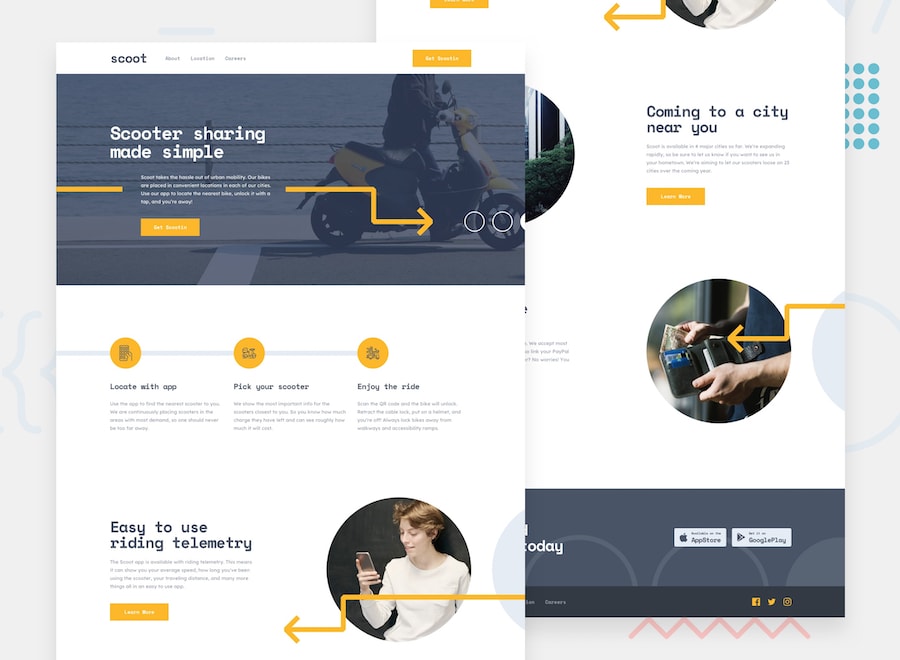 scoot
About
Location
Careers
Get Scootin
Scooter sharing
made simple
Scoot takes the hassle out of urban mobility. Our bikes
are placed in convenient locations in each of our cities.
Use our app to locate the nearest bike, unlock it with a
tap, and you're away!
Get Scootin
Locate with app
Use the app to find the nearest scooter to you.
We are continuously placing scooters in the
areas with most demand, so one should never
be too far away.
Pick your scooter
We show the most important info for the
scooters closest to you. So you know how much
charge they have left and can see roughly how
much it will cost.
Enjoy the ride
Scan the QR code and the bike will unlock.
Retract the cable lock, put on a helmet, and
you're off! Always lock bikes away from
walkways and accessibility ramps.
Easy to use
riding telemetry
The Scoot app is available with riding telemetry. This means
it can show you your average speed, how long you've been
using the scooter, your traveling distance, and many more
things all in an easy to use app.
Learn More
Learn More
Coming to a city
near you
Scoot is available in 4 major cities so far. We're expanding
rapidly, so be sure to let us know if you want to see us in
your hometown. We're aiming to let our scooters loose on 23
cities over the coming year.
Learn More
. We accept most
o link your PayPal
r? No worries! You
today
Available on the
AppStore
Get it on
GooglePlay
ion
Careers